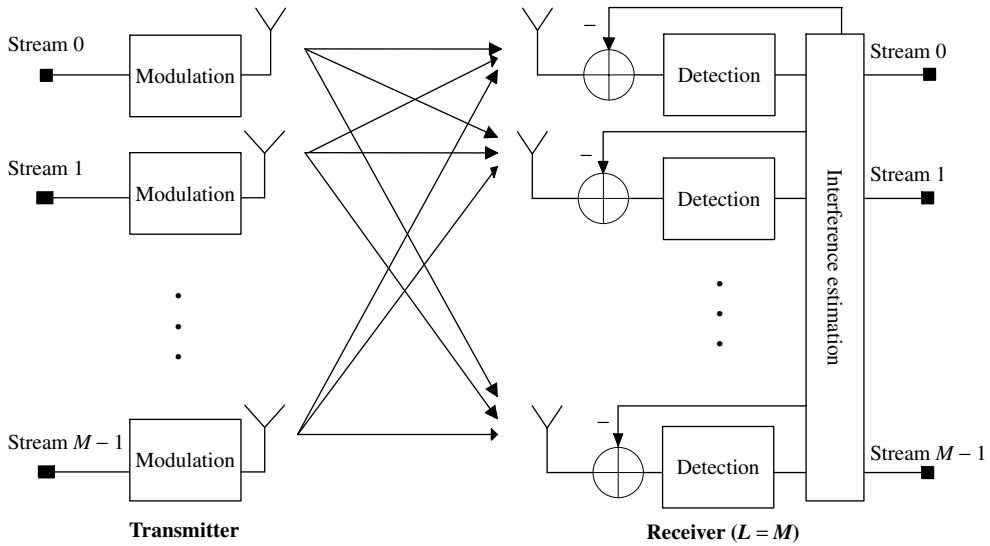 Stream 0
Modulation
–
Detection
Stream 0
Stream 1
Modulation
–
Detection
Stream 1
Interference estimation
Stream M – 1
Modulation
–
Detection
Stream M – 1
Transmitter
Receiver (L = M)